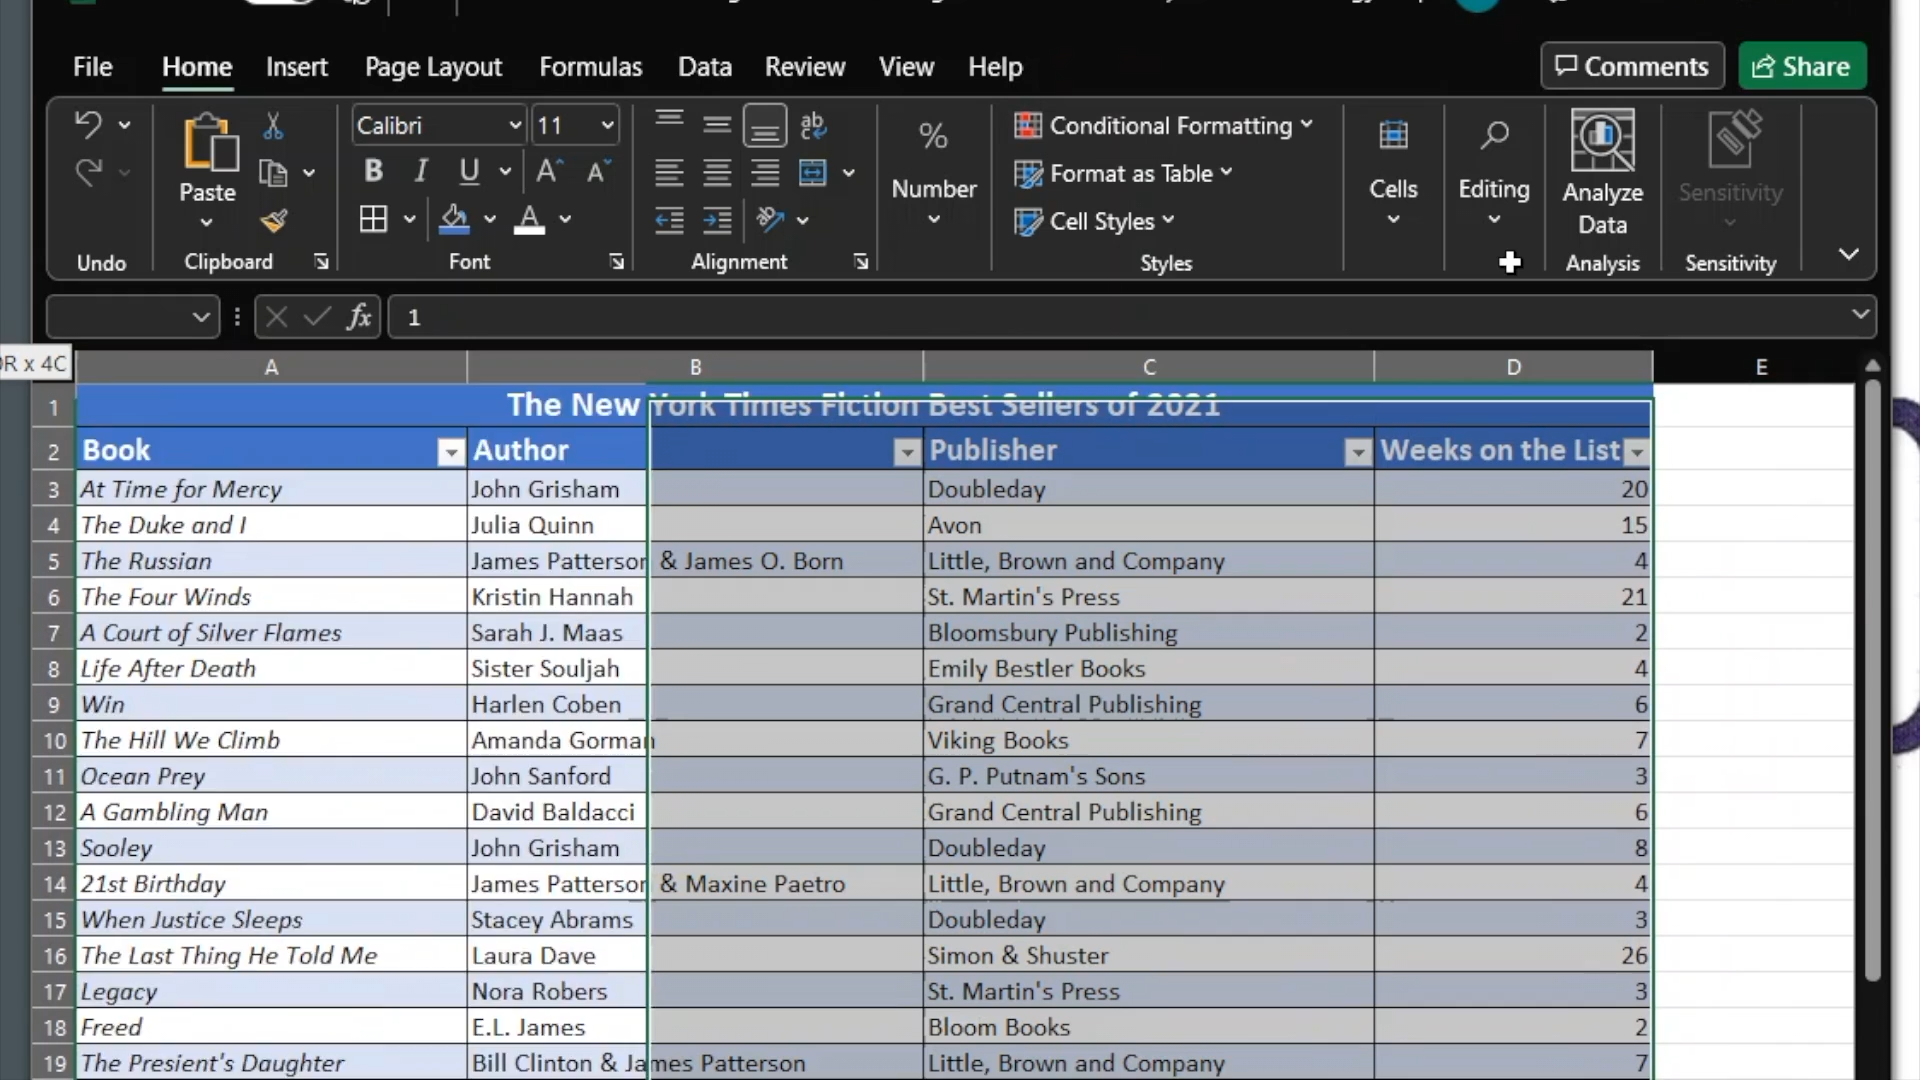 File Home Insert Page Layout Formulas Data Review View Help Comments Share
Calibri 11 ab % Conditional Formatting
Paste B I U A A Number Format as Table Cells Editing Analyze Data Sensitivity
A Cell Styles
Undo Clipboard Font Alignment Styles Analysis Sensitivity
fx 1
R x 4C A B C D E
1 The New York Times Fiction Best Sellers of 2021
2 Book Author Publisher Weeks on the List
3 At Time for Mercy John Grisham Doubleday 20
4 The Duke and I Julia Quinn Avon 15
5 The Russian James Patterson & James O. Born Little, Brown and Company 4
6 The Four Winds Kristin Hannah St. Martin's Press 21
7 A Court of Silver Flames Sarah J. Maas Bloomsbury Publishing 2
8 Life After Death Sister Souljah Emily Bestler Books 4
9 Win Harlen Coben Grand Central Publishing 6
10 The Hill We Climb Amanda Gorman Viking Books 7
11 Ocean Prey John Sanford G. P. Putnam's Sons 3
12 A Gambling Man David Baldacci Grand Central Publishing 6
13 Sooley John Grisham Doubleday 8
14 21st Birthday James Patterson & Maxine Paetro Little, Brown and Company 4
15 When Justice Sleeps Stacey Abrams Doubleday 3
16 The Last Thing He Told Me Laura Dave Simon & Shuster 26
17 Legacy Nora Robers St. Martin's Press 3
18 Freed E.L. James Bloom Books 2
19 The Presient's Daughter Bill Clinton & James Patterson Little, Brown and Company 7